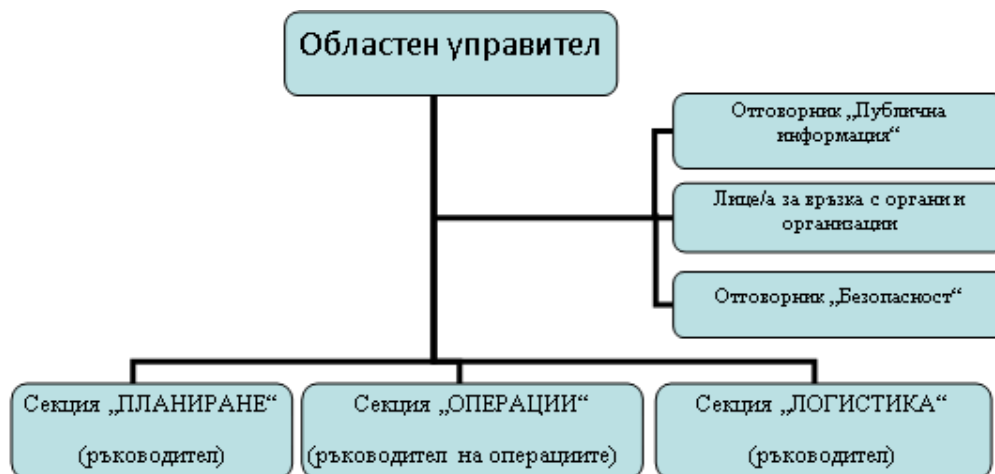 Областен управител
Отговорник „Публична
информация“
Лице/а за връзка с органи и
организации
Отговорник „Безопасност“
Секция „ПЛАНИРАНЕ“
(ръководител)
Секция „ОПЕРАЦИИ“
(ръководител на операциите)
Секция „ЛОГИСТИКА“
(ръководител)